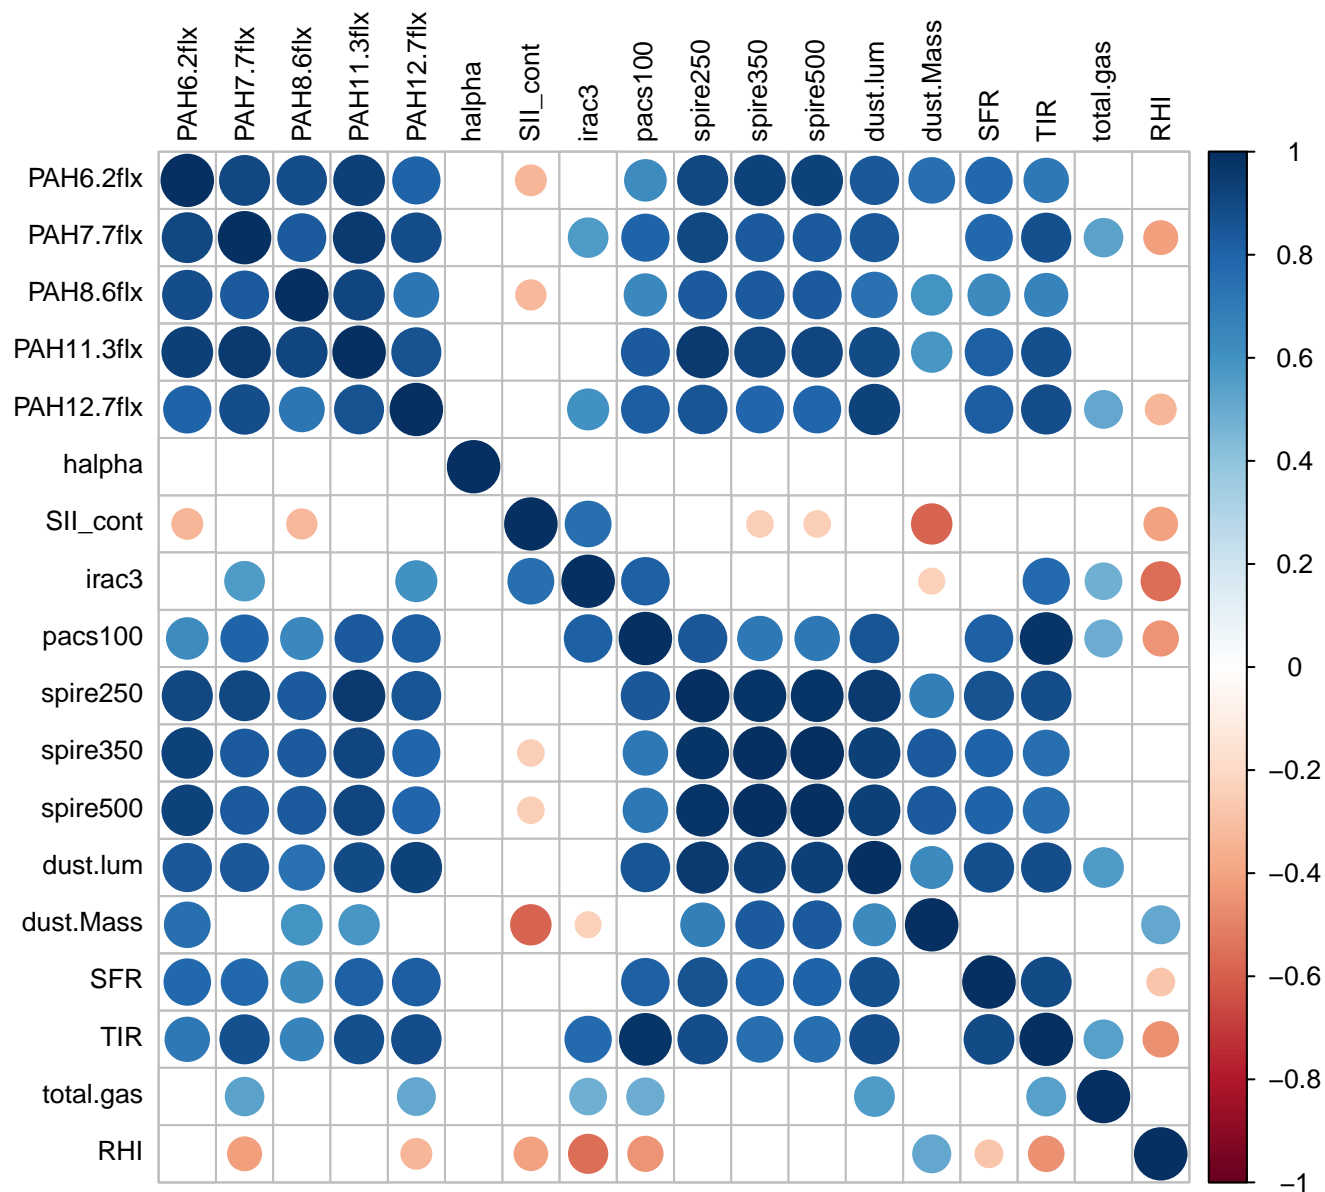 PAH6.2flx
PAH7.7flx
PAH8.6flx
PAH11.3flx
PAH12.7flx
halpha
SII_cont
irac3
pacs100
spire250
spire350
spire500
dust.lum
dust.Mass
SFR
TIR
total.gas
RHI
PAH6.2flx
PAH7.7flx
PAH8.6flx
PAH11.3flx
PAH12.7flx
halpha
SII_cont
irac3
pacs100
spire250
spire350
spire500
dust.lum
dust.Mass
SFR
TIR
total.gas
RHI
1
0.8
0.6
0.4
0.2
0
−0.2
−0.4
−0.6
−0.8
−1